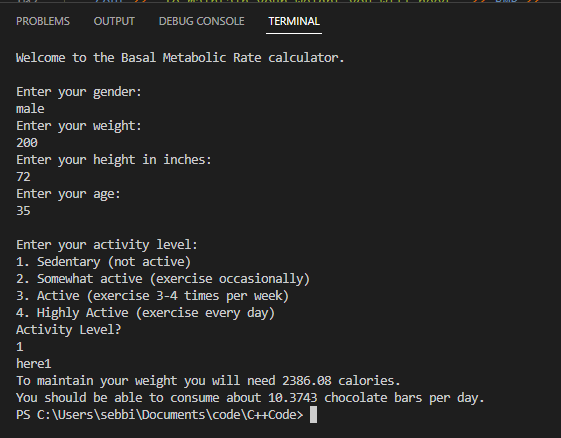 PROBLEMS OUTPUT DEBUG CONSOLE TERMINAL
Welcome to the Basal Metabolic Rate calculator.
Enter your gender:
male
Enter your weight:
200
Enter your height in inches:
72
Enter your age:
35
Enter your activity level:
1. Sedentary (not active)
2. Somewhat active (exercise occasionally)
3. Active (exercise 3-4 times per week)
4. Highly Active (exercise every day)
Activity Level?
1
here1
To maintain your weight you will need 2386.08 calories.
You should be able to consume about 10.3743 chocolate bars per day.
PS C:\Users\sebbi\Documents\code\C++Code>